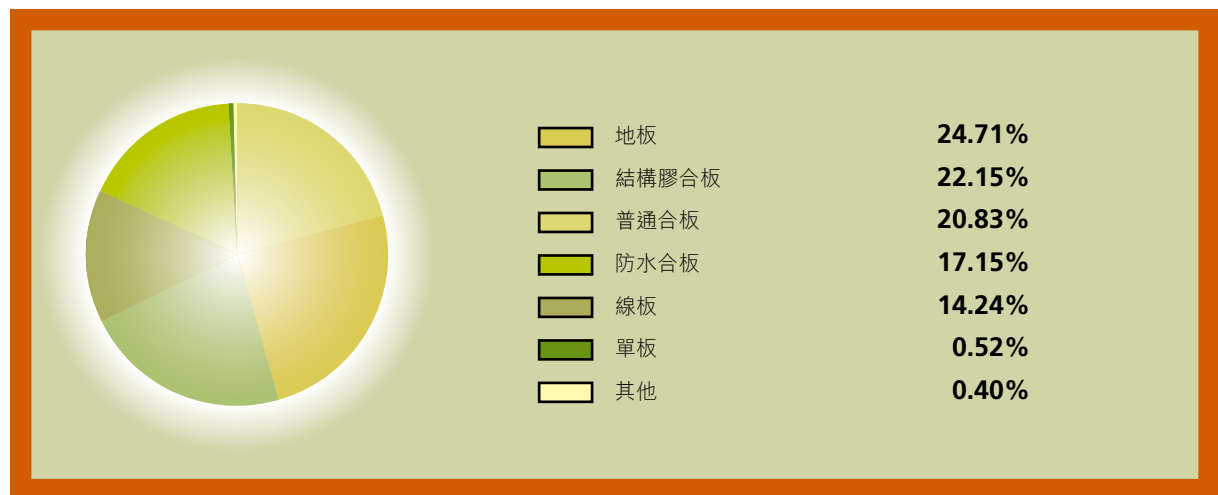 地板 24.71%
結構膠合板 22.15%
普通合板 20.83%
防水合板 17.15%
線板 14.24%
單板 0.52%
其他 0.40%